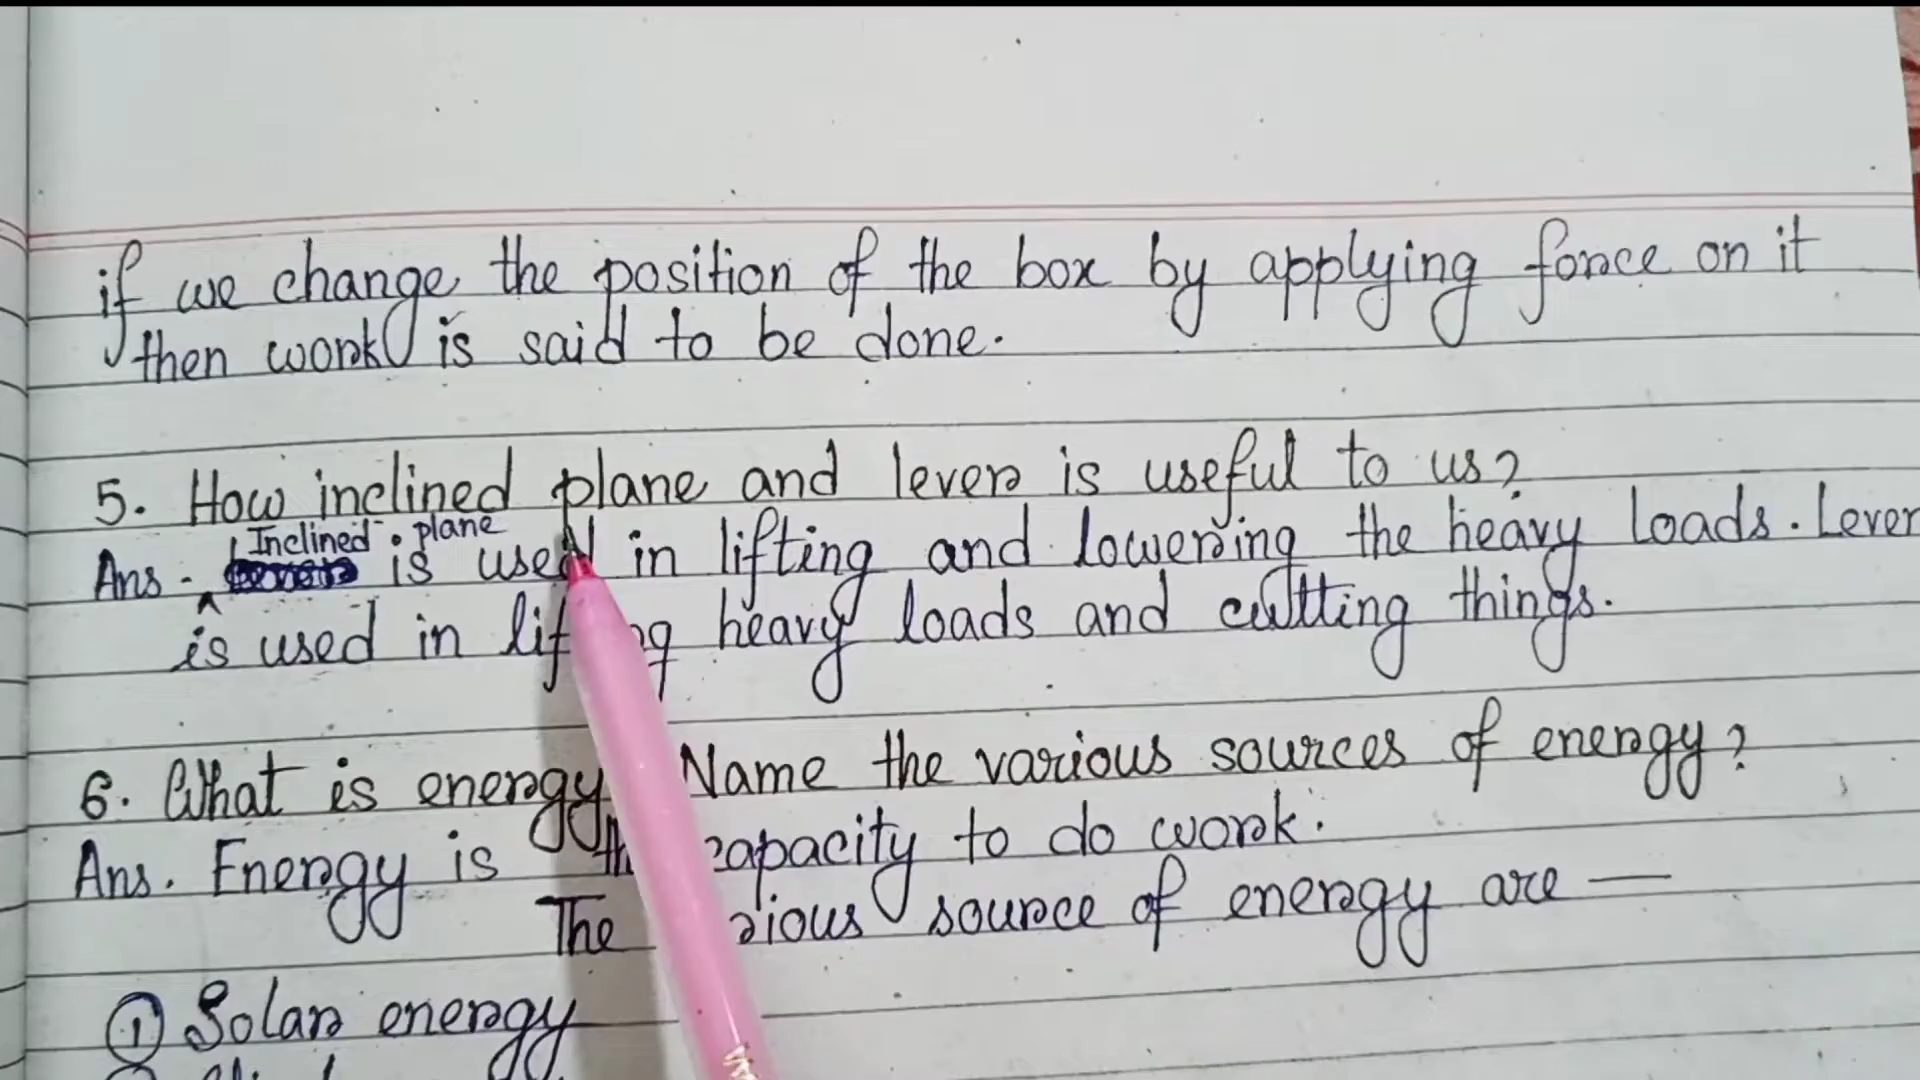 if we change the position of the box by applying force on it
then work is said to be done.
5. How inclined plane and lever is useful to us?
Inclined plane
Ans - is used in lifting and lowering the heavy loads. Lever
is used in lifting heavy loads and cutting things.
6. What is energy Name the various sources of energy?
Ans. Energy is the capacity to do work.
The various source of energy are —
① Solar energy